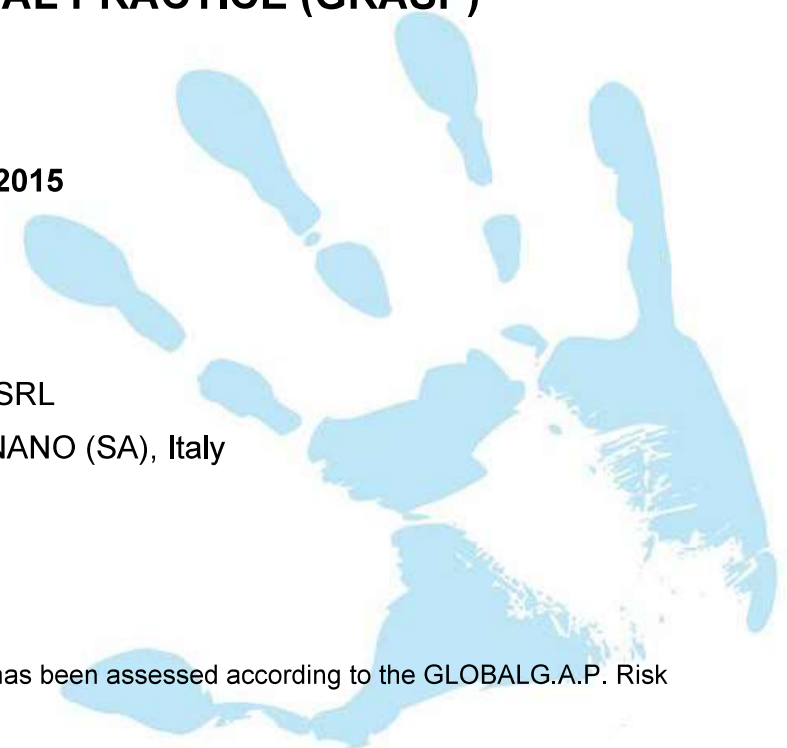 AL PRACTICE (GRASP)
2015
SRL
NANO (SA), Italy
has been assessed according to the GLOBALG.A.P. Risk